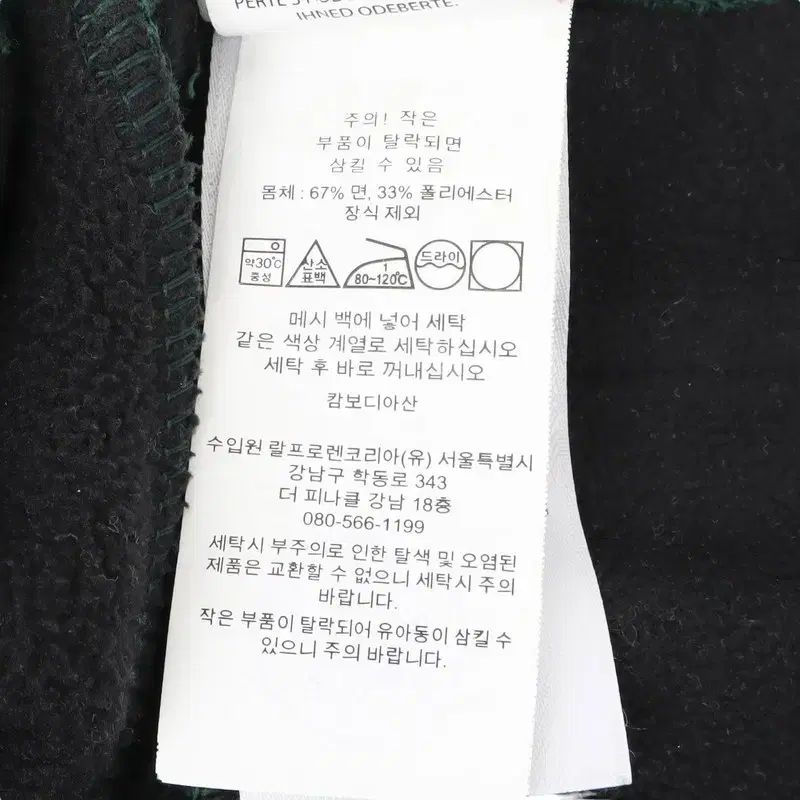 IHNED ODEBERTE.
주의! 작은
부품이 탈락되면
삼킬 수 있음
몸체 : 67% 면, 33% 폴리에스터
장식 제외
약30℃
중성
산소
표백
1
80~120℃
드라이
메시 백에 넣어 세탁
같은 색상 계열로 세탁하십시오
세탁 후 바로 꺼내십시오
캄보디아산
수입원 랄프로렌코리아(유) 서울특별시
강남구 학동로 343
더 피나클 강남 18층
080-566-1199
세탁시 부주의로 인한 탈색 및 오염된
제품은 교환할 수 없으니 세탁시 주의
바랍니다.
작은 부품이 탈락되어 유아동이 삼킬 수
있으니 주의 바랍니다.